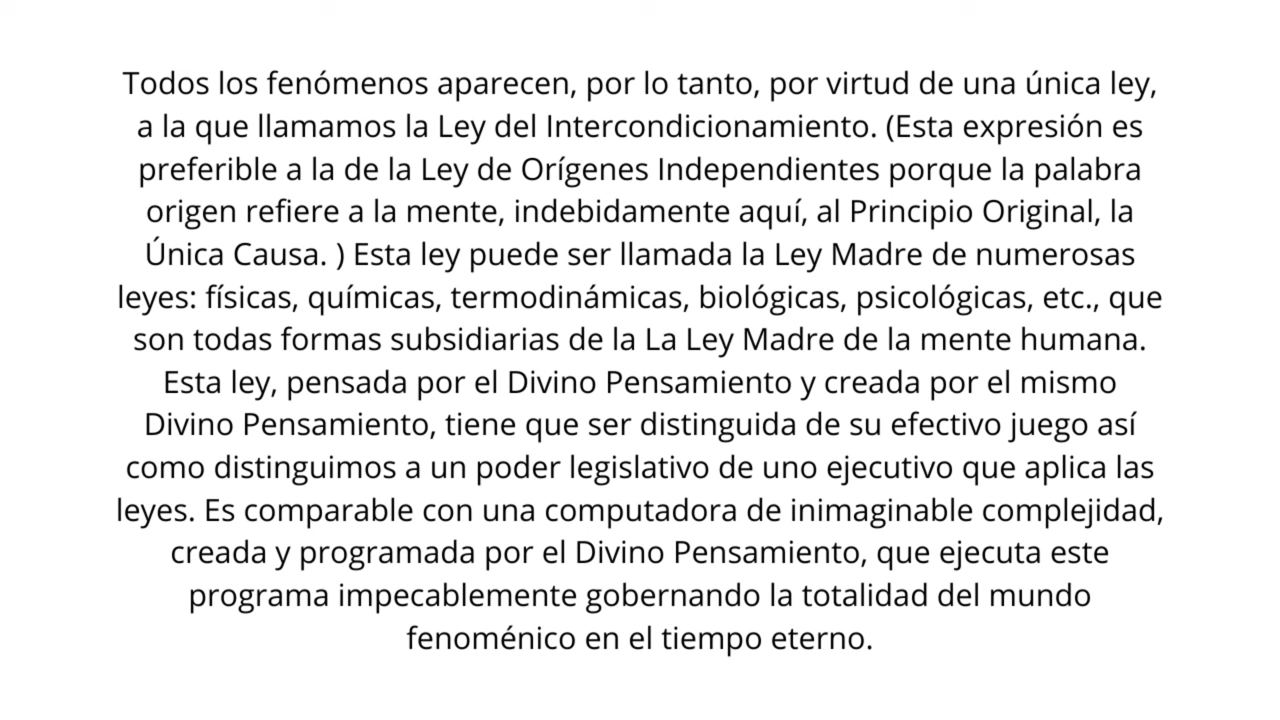 Todos los fenómenos aparecen, por lo tanto, por virtud de una única ley,
a la que llamamos la Ley del Intercondicionamiento. (Esta expresión es
preferible a la de la Ley de Orígenes Independientes porque la palabra
origen refiere a la mente, indebidamente aquí, al Principio Original, la
Única Causa. ) Esta ley puede ser llamada la Ley Madre de numerosas
leyes: físicas, químicas, termodinámicas, biológicas, psicológicas, etc., que
son todas formas subsidiarias de la La Ley Madre de la mente humana.
Esta ley, pensada por el Divino Pensamiento y creada por el mismo
Divino Pensamiento, tiene que ser distinguida de su efectivo juego así
como distinguimos a un poder legislativo de uno ejecutivo que aplica las
leyes. Es comparable con una computadora de inimaginable complejidad,
creada y programada por el Divino Pensamiento, que ejecuta este
programa impecablemente gobernando la totalidad del mundo
fenoménico en el tiempo eterno.